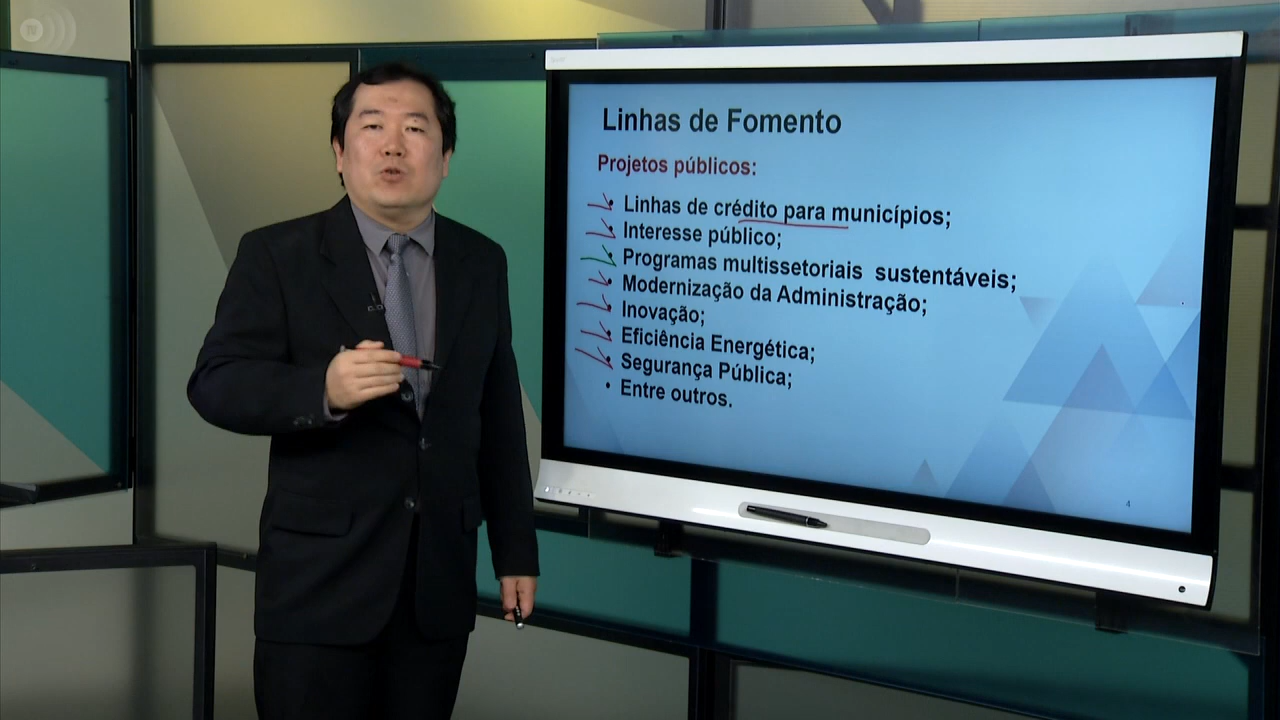 Linhas de Fomento
Projetos públicos:
• Linhas de crédito para municípios;
• Interesse público;
• Programas multissetoriais sustentáveis;
• Modernização da Administração;
• Inovação;
• Eficiência Energética;
• Segurança Pública;
• Entre outros.
4